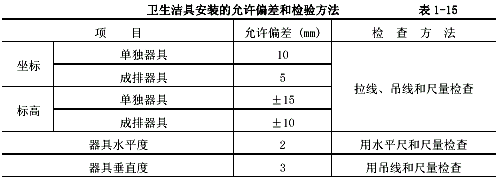 卫生洁具安装的允许偏差和检验方法 表1-15
项 目 允许偏差 (mm) 检 查 方 法
坐标 单独器具 10 拉线、吊线和尺量检查
成排器具 5
标高 单独器具 ±15
成排器具 ±10
器具水平度 2 用水平尺和尺量检查
器具垂直度 3 用吊线和尺量检查